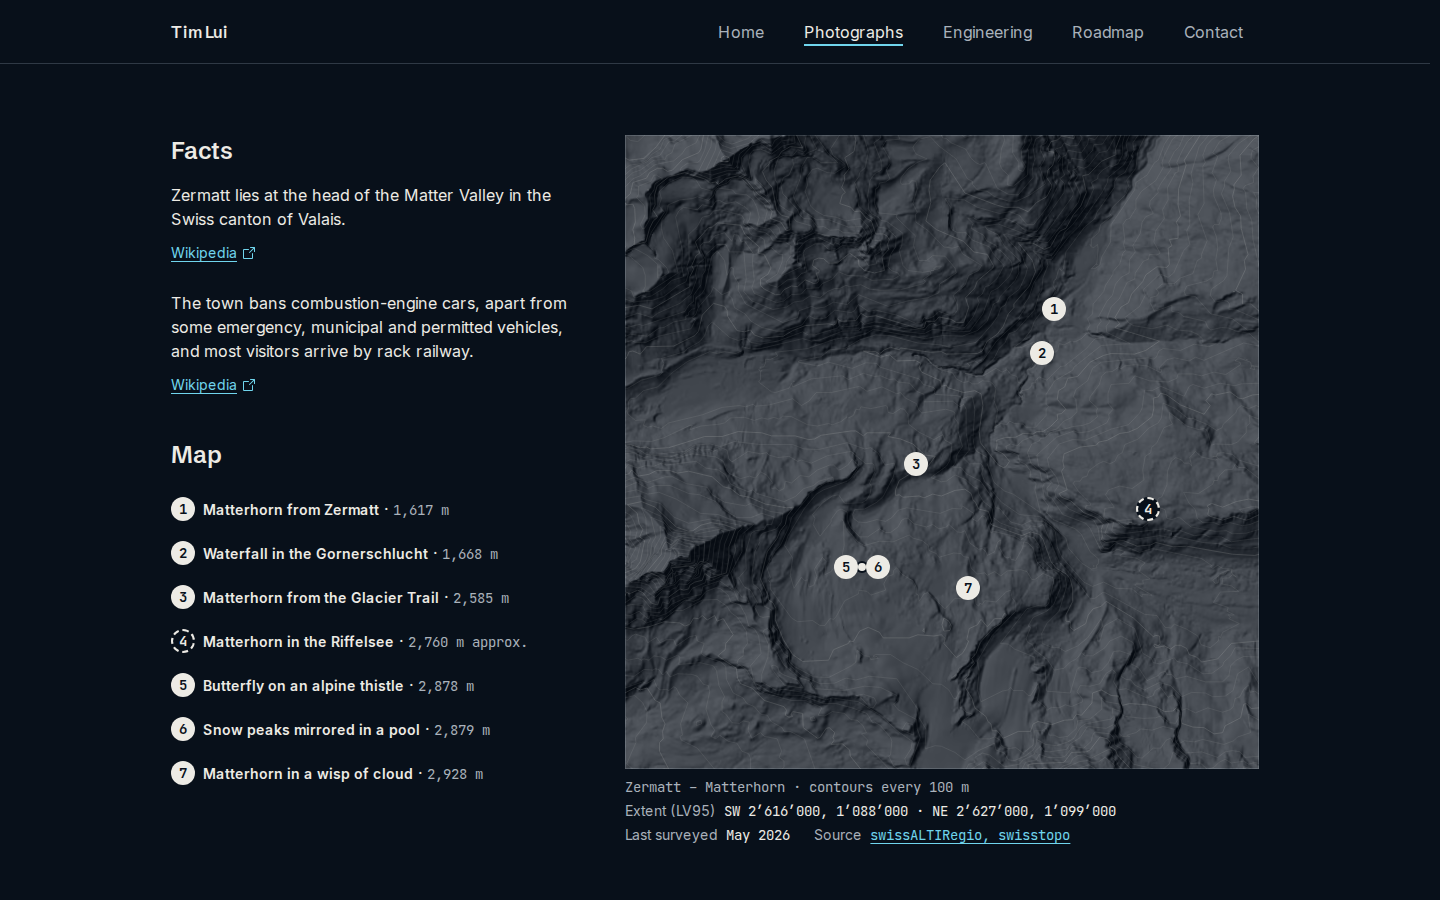 Tim Lui
Home Photographs Engineering Roadmap Contact
Facts
Zermatt lies at the head of the Matter Valley in the
Swiss canton of Valais.
Wikipedia
The town bans combustion-engine cars, apart from
some emergency, municipal and permitted vehicles,
and most visitors arrive by rack railway.
Wikipedia
Map
1 Matterhorn from Zermatt · 1,617 m
2 Waterfall in the Gornerschlucht · 1,668 m
3 Matterhorn from the Glacier Trail · 2,585 m
4 Matterhorn in the Riffelsee · 2,760 m approx.
5 Butterfly on an alpine thistle · 2,878 m
6 Snow peaks mirrored in a pool · 2,879 m
7 Matterhorn in a wisp of cloud · 2,928 m
1
2
3
4
5 6
7
Zermatt – Matterhorn · contours every 100 m
Extent (LV95) SW 2’616’000, 1’088’000 · NE 2’627’000, 1’099’000
Last surveyed May 2026 Source swissALTIRegio, swisstopo